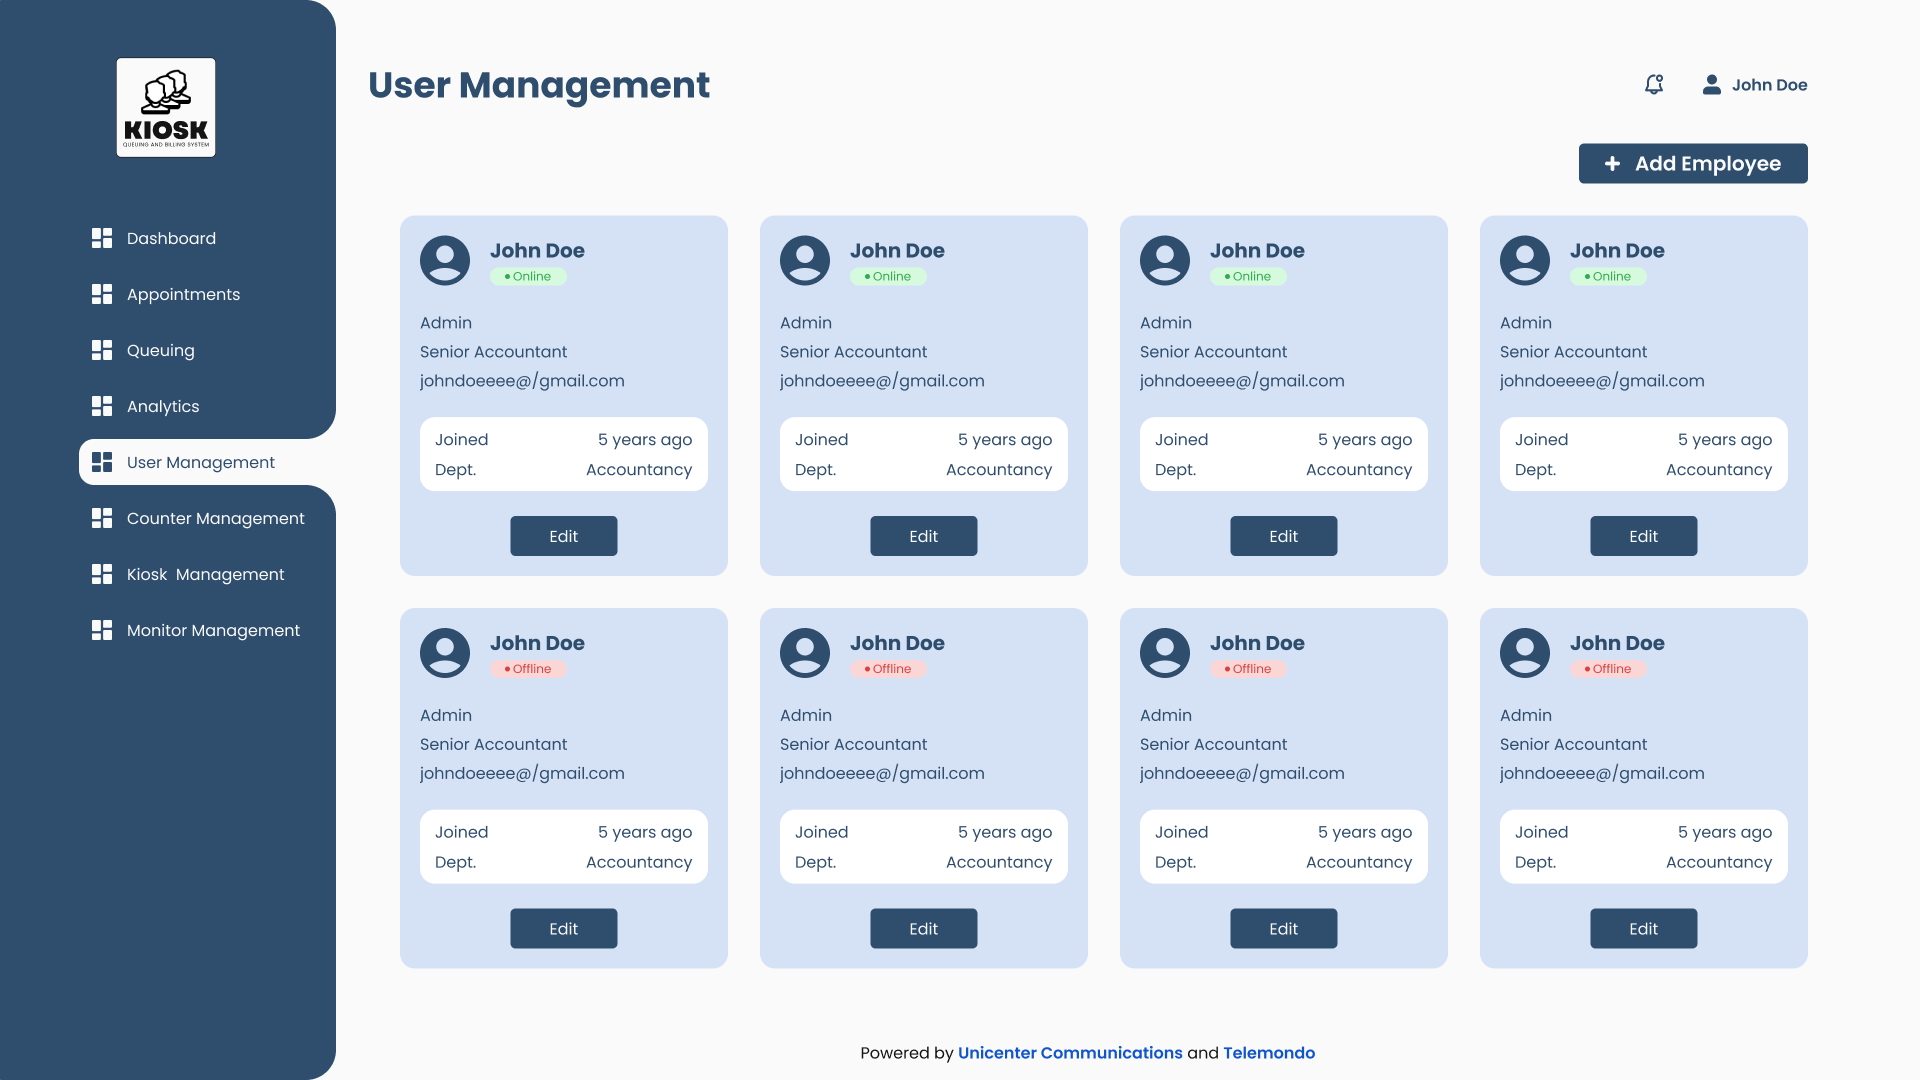 KIOSK
QUEUING AND BILLING SYSTEM
Dashboard
Appointments
Queuing
Analytics
User Management
Counter Management
Kiosk  Management
Monitor Management
User Management
John Doe
Add Employee
John Doe
Online
Admin
Senior Accountant
johndoeeee@/gmail.com
Joined 5 years ago
Dept. Accountancy
Edit
John Doe
Online
Admin
Senior Accountant
johndoeeee@/gmail.com
Joined 5 years ago
Dept. Accountancy
Edit
John Doe
Online
Admin
Senior Accountant
johndoeeee@/gmail.com
Joined 5 years ago
Dept. Accountancy
Edit
John Doe
Online
Admin
Senior Accountant
johndoeeee@/gmail.com
Joined 5 years ago
Dept. Accountancy
Edit
John Doe
Offline
Admin
Senior Accountant
johndoeeee@/gmail.com
Joined 5 years ago
Dept. Accountancy
Edit
John Doe
Offline
Admin
Senior Accountant
johndoeeee@/gmail.com
Joined 5 years ago
Dept. Accountancy
Edit
John Doe
Offline
Admin
Senior Accountant
johndoeeee@/gmail.com
Joined 5 years ago
Dept. Accountancy
Edit
John Doe
Offline
Admin
Senior Accountant
johndoeeee@/gmail.com
Joined 5 years ago
Dept. Accountancy
Edit
Powered by Unicenter Communications and Telemondo